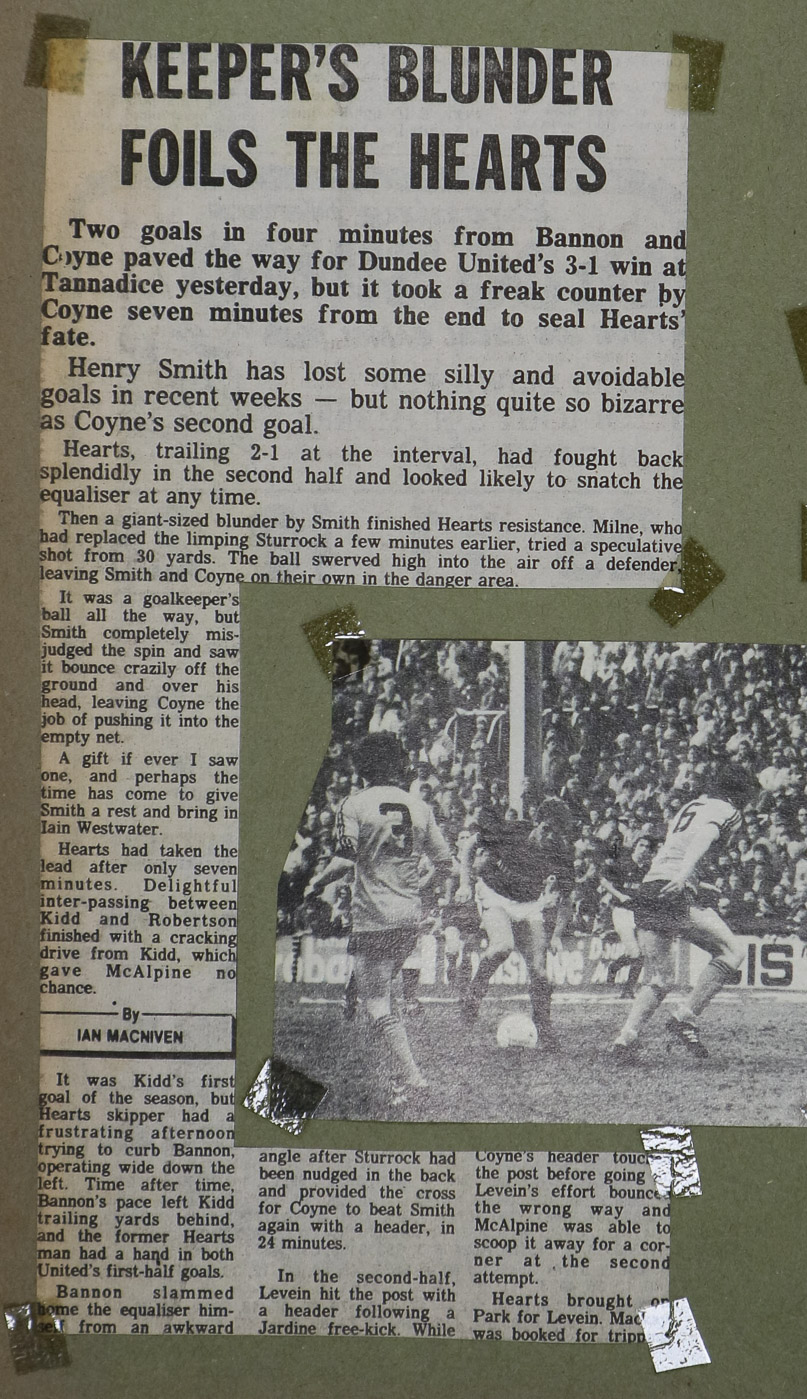 KEEPER'S BLUNDER
FOILS THE HEARTS
Two goals in four minutes from Bannon and
Coyne paved the way for Dundee United's 3-1 win at
Tannadice yesterday, but it took a freak counter by
Coyne seven minutes from the end to seal Hearts'
fate.
Henry Smith has lost some silly and avoidable
goals in recent weeks — but nothing quite so bizarre
as Coyne's second goal.
Hearts, trailing 2-1 at the interval, had fought back
splendidly in the second half and looked likely to snatch the
equaliser at any time.
Then a giant-sized blunder by Smith finished Hearts resistance. Milne, who
had replaced the limping Sturrock a few minutes earlier, tried a speculative
shot from 30 yards. The ball swerved high into the air off a defender,
leaving Smith and Coyne on their own in the danger area.
It was a goalkeeper's
ball all the way, but
Smith completely mis-
judged the spin and saw
it bounce crazily off the
ground and over his
head, leaving Coyne the
job of pushing it into the
empty net.
A gift if ever I saw
one, and perhaps the
time has come to give
Smith a rest and bring in
Iain Westwater.
Hearts had taken the
lead after only seven
minutes. Delightful
inter-passing between
Kidd and Robertson
finished with a cracking
drive from Kidd, which
gave McAlpine no
chance.
By
IAN MACNIVEN
It was Kidd's first
goal of the season, but
Hearts skipper had a
frustrating afternoon
trying to curb Bannon,
operating wide down the
left. Time after time,
Bannon's pace left Kidd
trailing yards behind,
and the former Hearts
man had a hand in both
United's first-half goals.
Bannon slammed
home the equaliser him-
self from an awkward
angle after Sturrock had
been nudged in the back
and provided the cross
for Coyne to beat Smith
again with a header, in
24 minutes.
In the second-half,
Levein hit the post with
a header following a
Jardine free-kick. While
Coyne's header touch
the post before going
Levein's effort bounce
the wrong way and
McAlpine was able to
scoop it away for a cor-
ner at the second
attempt.
Hearts brought on
Park for Levein. Mac
was booked for tripp
3
5
IS